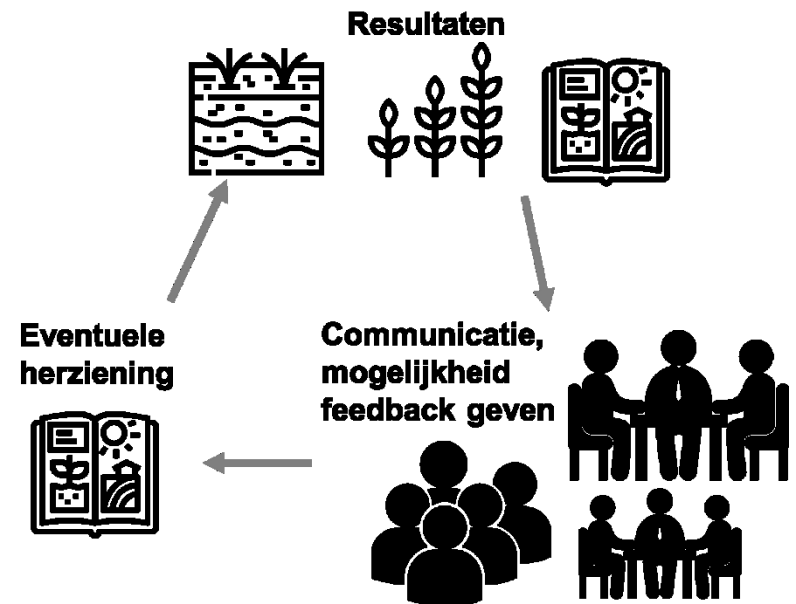 Resultaten
Eventuele
herziening
Communicatie,
mogelijkheid
feedback geven